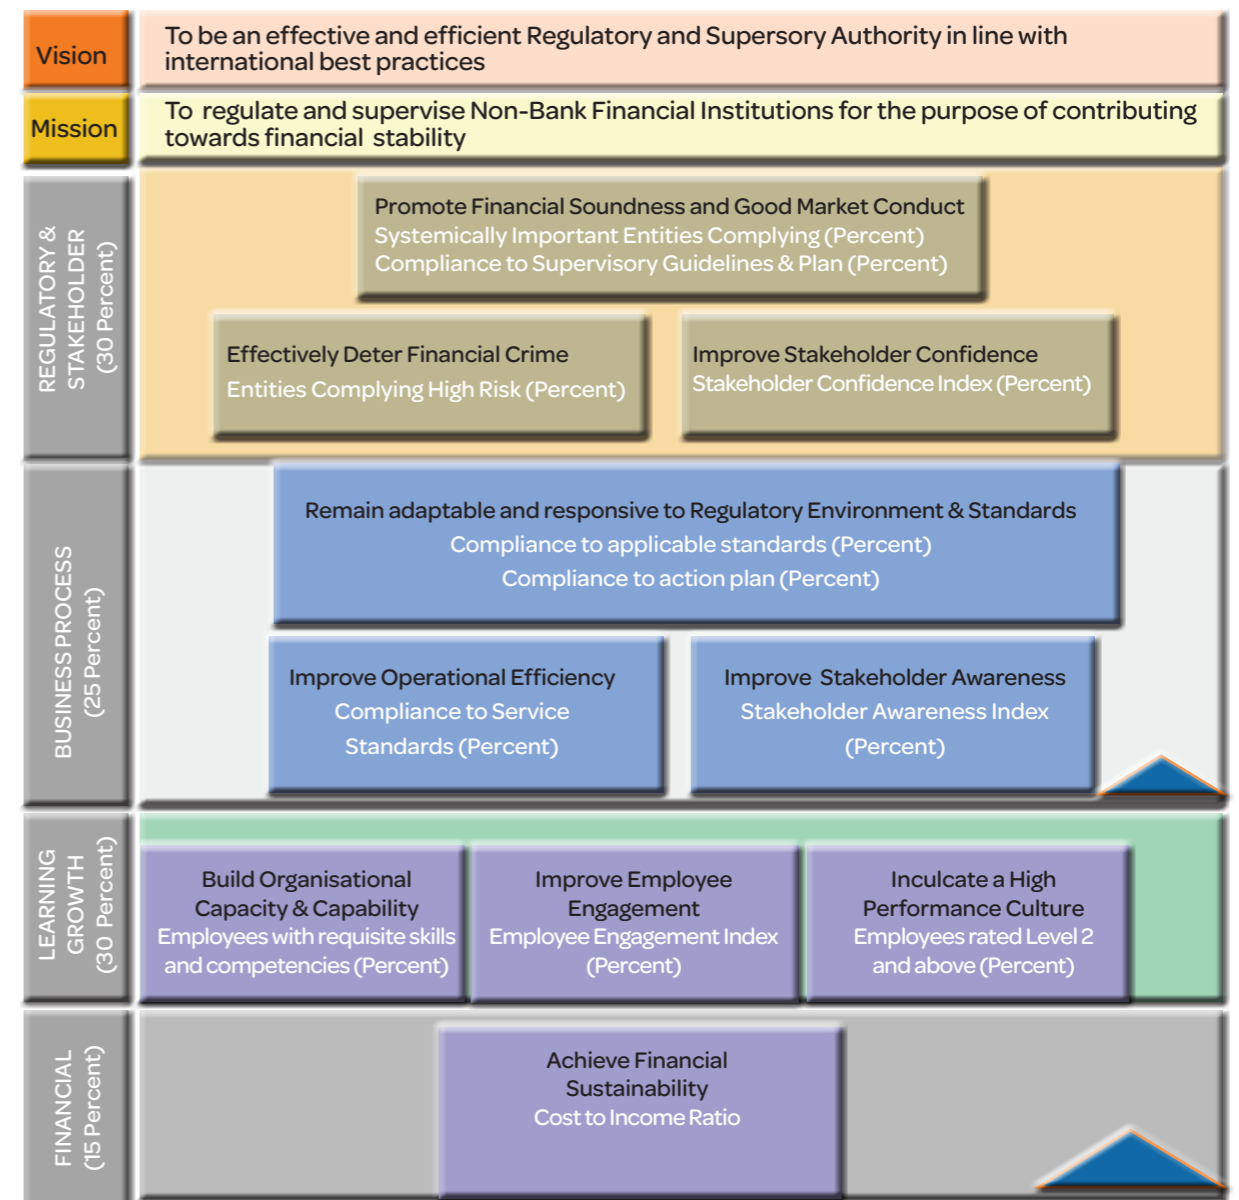 Vision
To be an effective and efficient Regulatory and Supersory Authority in line with
international best practices
Mission
To regulate and supervise Non-Bank Financial Institutions for the purpose of contributing
towards financial stability
REGULATORY &
STAKEHOLDER
(30 Percent)
Promote Financial Soundness and Good Market Conduct
Systemically Important Entities Complying (Percent)
Compliance to Supervisory Guidelines & Plan (Percent)
Effectively Deter Financial Crime
Entities Complying High Risk (Percent)
Improve Stakeholder Confidence
Stakeholder Confidence Index (Percent)
BUSINESS PROCESS
(25 Percent)
Remain adaptable and responsive to Regulatory Environment & Standards
Compliance to applicable standards (Percent)
Compliance to action plan (Percent)
Improve Operational Efficiency
Compliance to Service
Standards (Percent)
Improve Stakeholder Awareness
Stakeholder Awareness Index
(Percent)
LEARNING
GROWTH
(30 Percent)
Build Organisational
Capacity & Capability
Employees with requisite skills
and competencies (Percent)
Improve Employee
Engagement
Employee Engagement Index
(Percent)
Inculcate a High
Performance Culture
Employees rated Level 2
and above (Percent)
FINANCIAL
(15 Percent)
Achieve Financial
Sustainability
Cost to Income Ratio